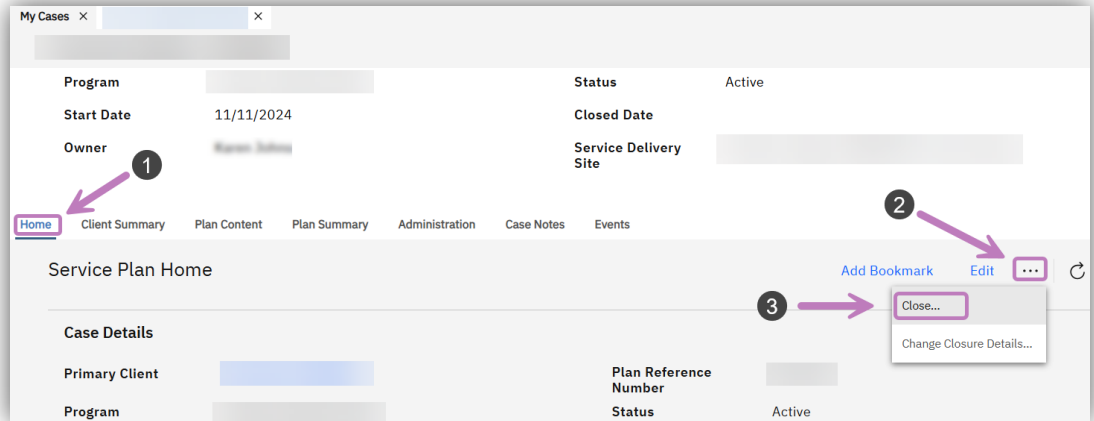 My Cases ×
×
Program
Status Active
Start Date 11/11/2024
Closed Date
Owner
Service Delivery
Site
1
2
Home Client Summary Plan Content Plan Summary Administration Case Notes Events
Service Plan Home
Add Bookmark Edit ...
3
Close...
Change Closure Details...
Case Details
Primary Client
Plan Reference
Number
Program
Status Active